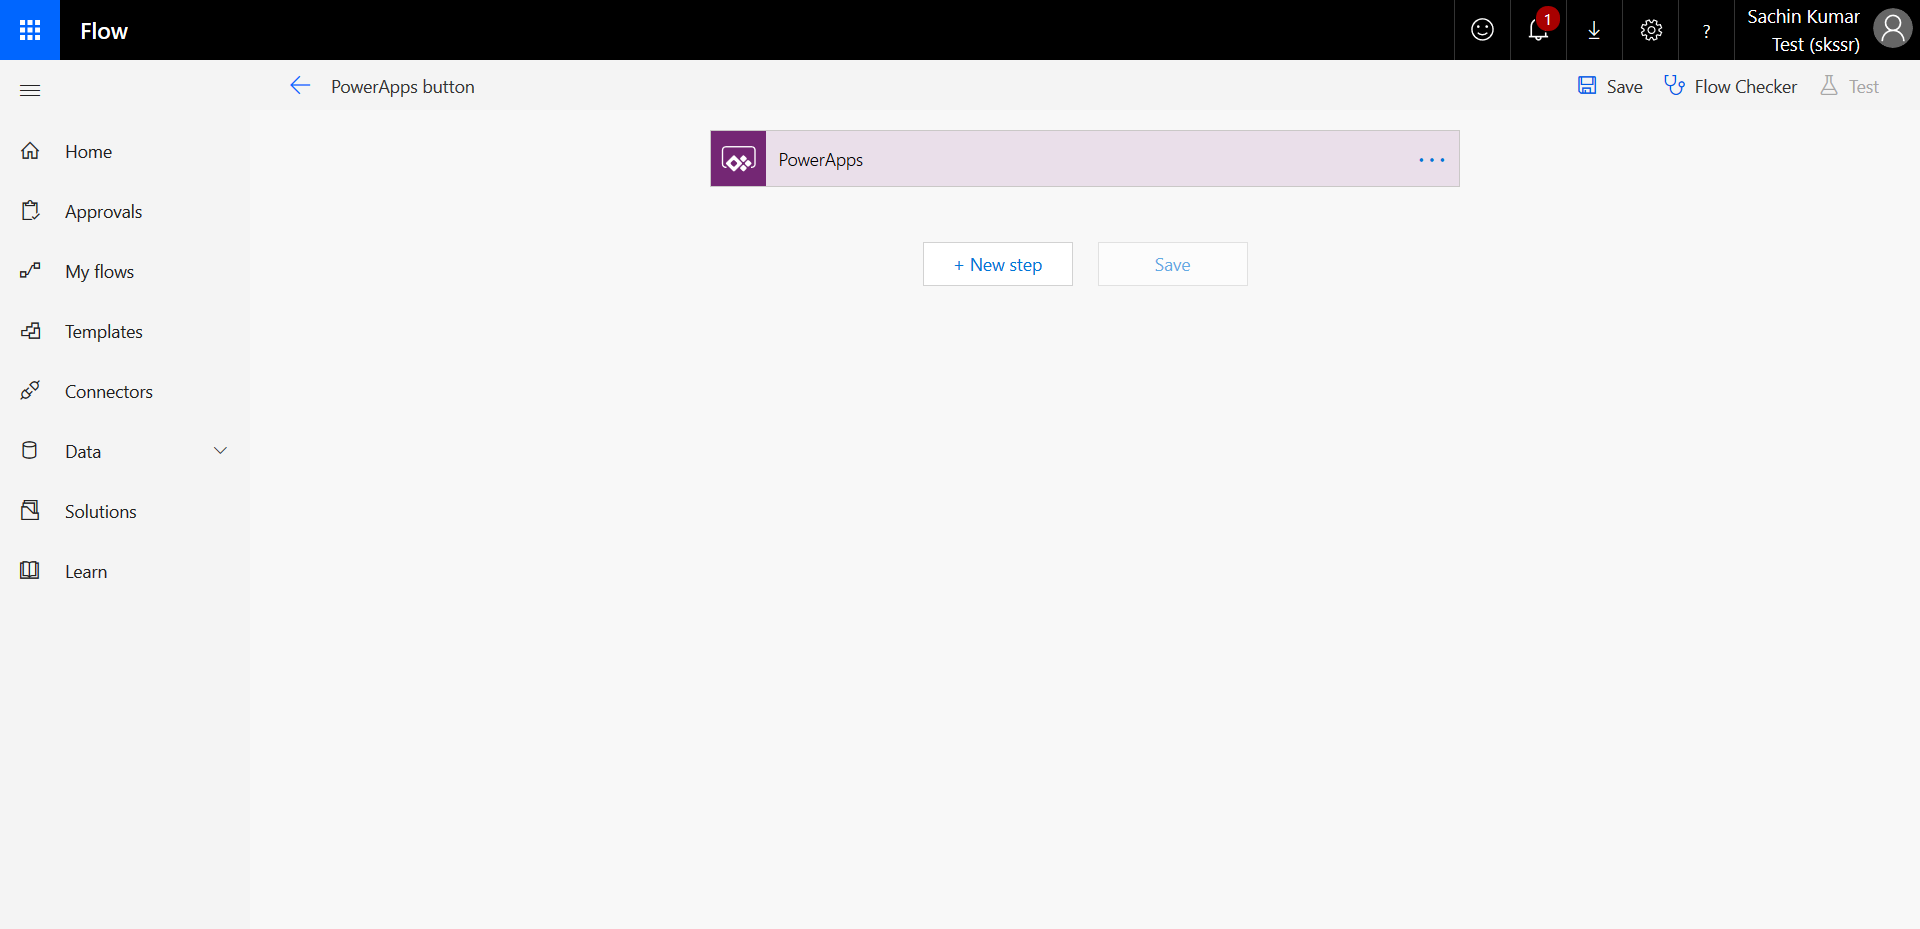 Flow
1
?
Sachin Kumar
Test (skssr)
PowerApps button
Save
Flow Checker
Test
Home
Approvals
My flows
Templates
Connectors
Data
Solutions
Learn
PowerApps
...
+ New step
Save